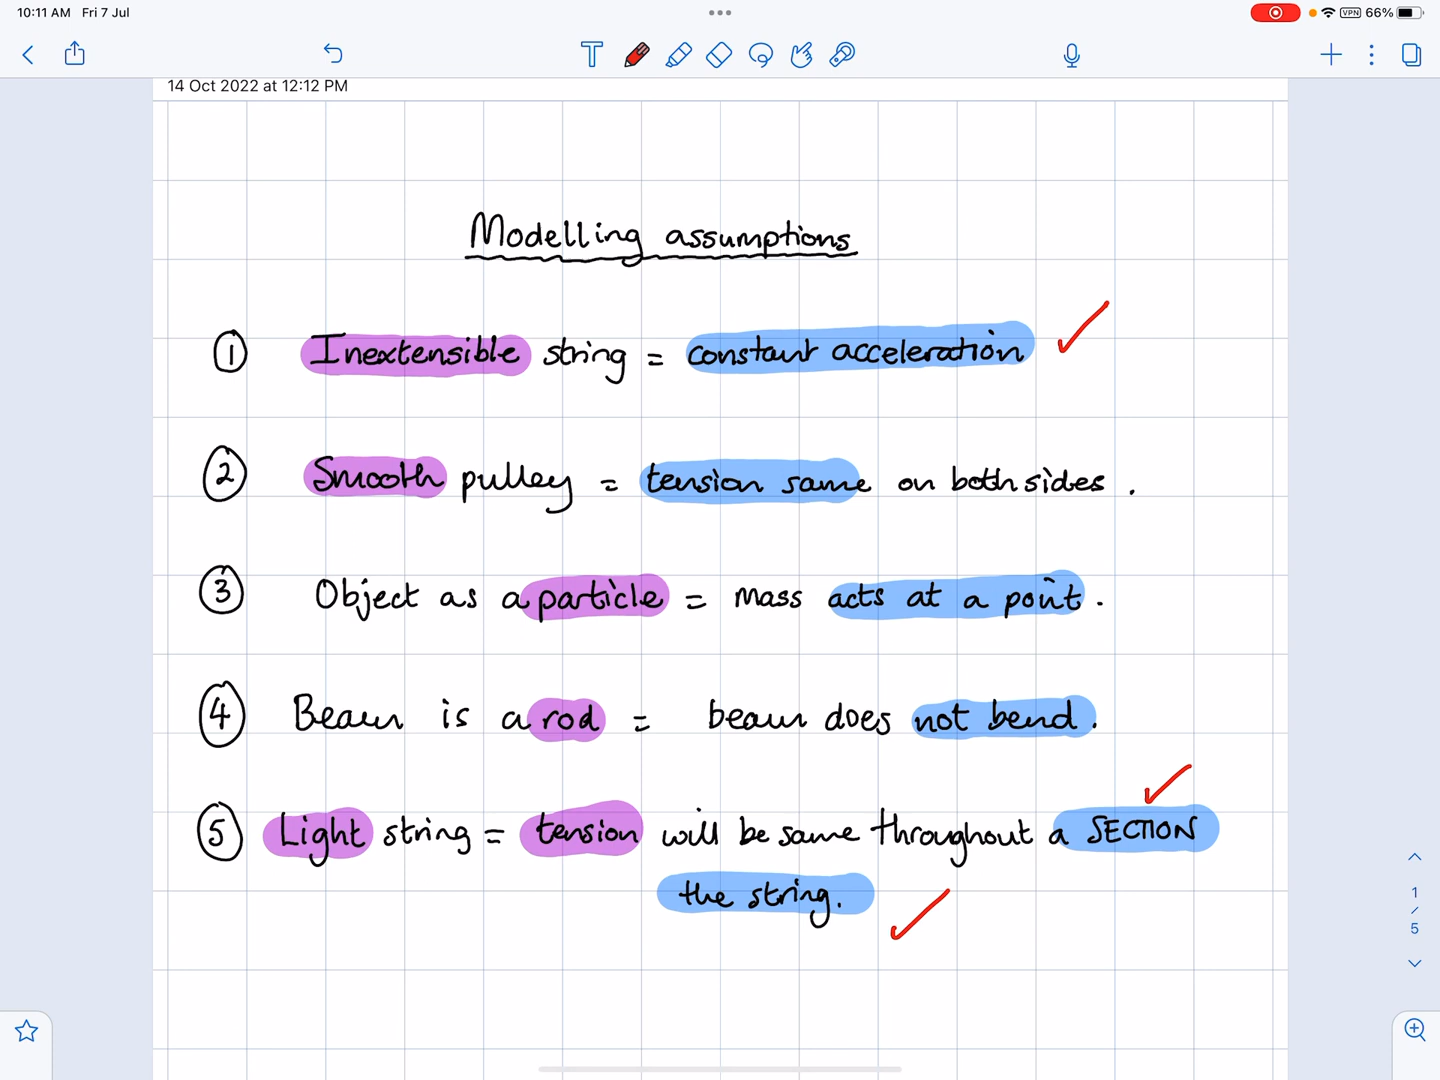 10:11 AM Fri 7 Jul
VPN 66%
14 Oct 2022 at 12:12 PM
Modelling assumptions
① Inextensible string = constant acceleration
② Smooth pulley = tension same on both sides.
③ Object as a particle = mass acts at a point.
④ Beam is a rod = beam does not bend.
⑤ Light string = tension will be same throughout a SECTION
the string.
1
/
5